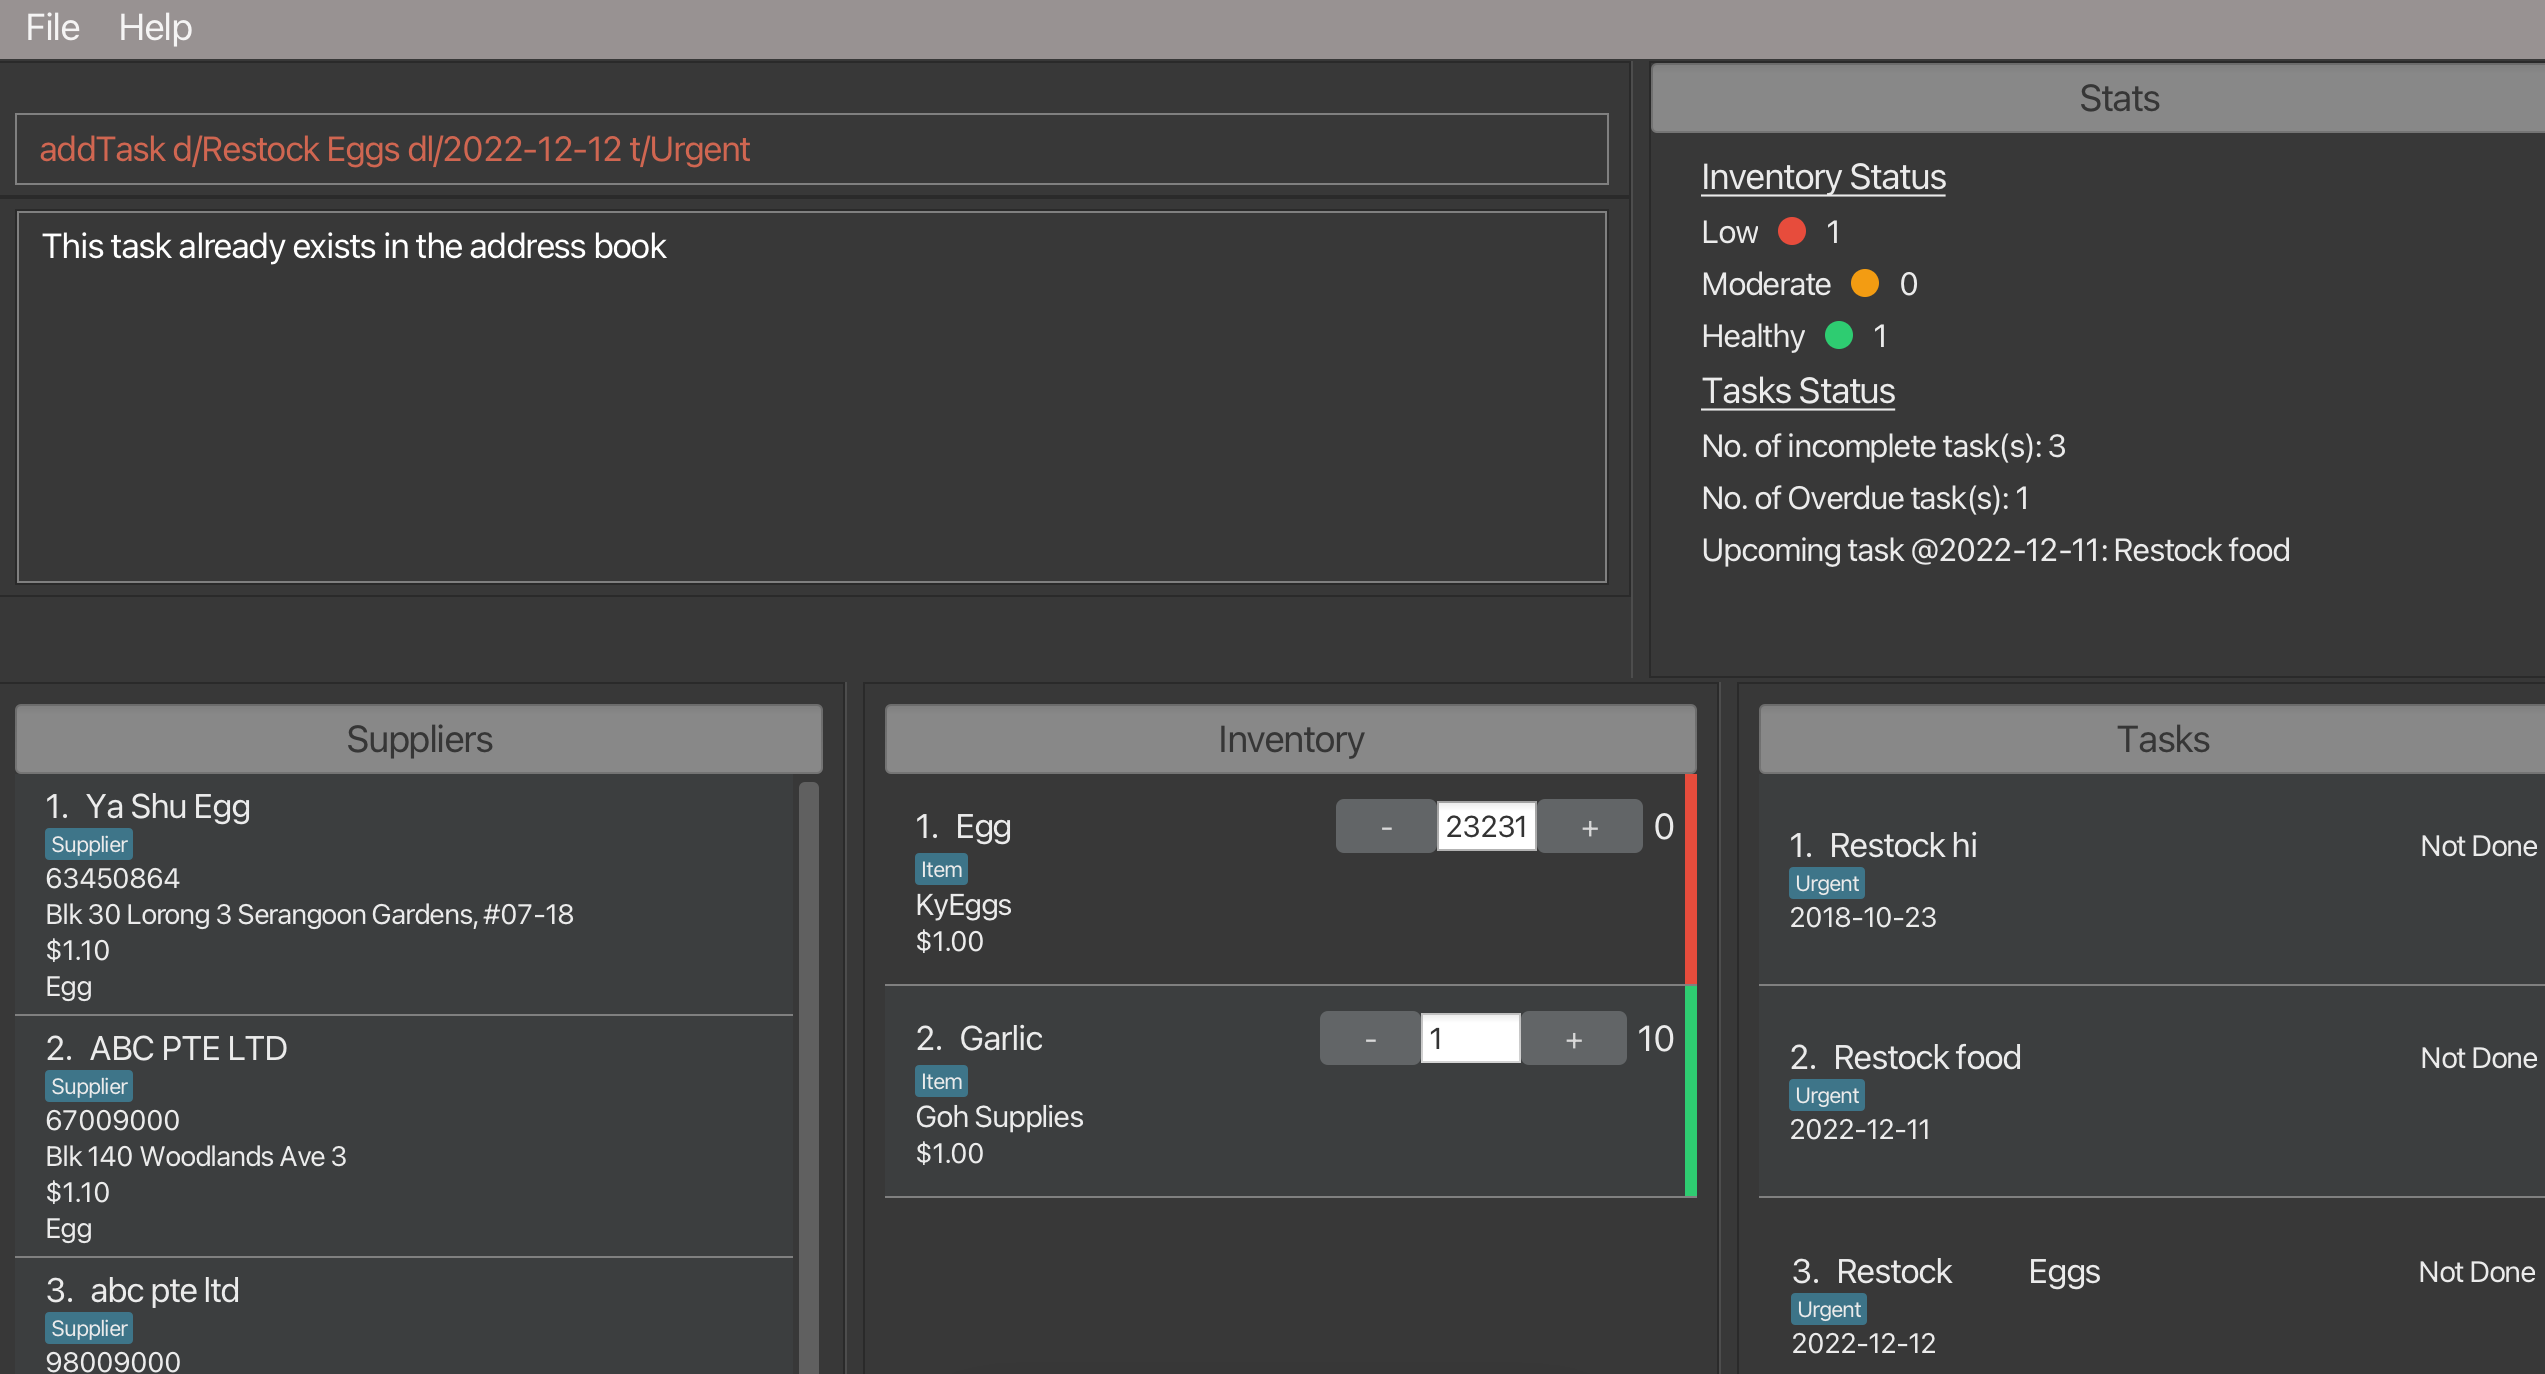 File Help
addTask d/Restock Eggs dl/2022-12-12 t/Urgent
This task already exists in the address book
Stats
Inventory Status
Low 1
Moderate 0
Healthy 1
Tasks Status
No. of incomplete task(s): 3
No. of Overdue task(s): 1
Upcoming task @2022-12-11: Restock food
Suppliers
1. Ya Shu Egg
Supplier
63450864
Blk 30 Lorong 3 Serangoon Gardens, #07-18
$1.10
Egg
2. ABC PTE LTD
Supplier
67009000
Blk 140 Woodlands Ave 3
$1.10
Egg
3. abc pte ltd
Supplier
98009000
Inventory
1. Egg - 23231 + 0
Item
KyEggs
$1.00
2. Garlic - 1 + 10
Item
Goh Supplies
$1.00
Tasks
1. Restock hi Not Done
Urgent
2018-10-23
2. Restock food Not Done
Urgent
2022-12-11
3. Restock Eggs Not Done
Urgent
2022-12-12